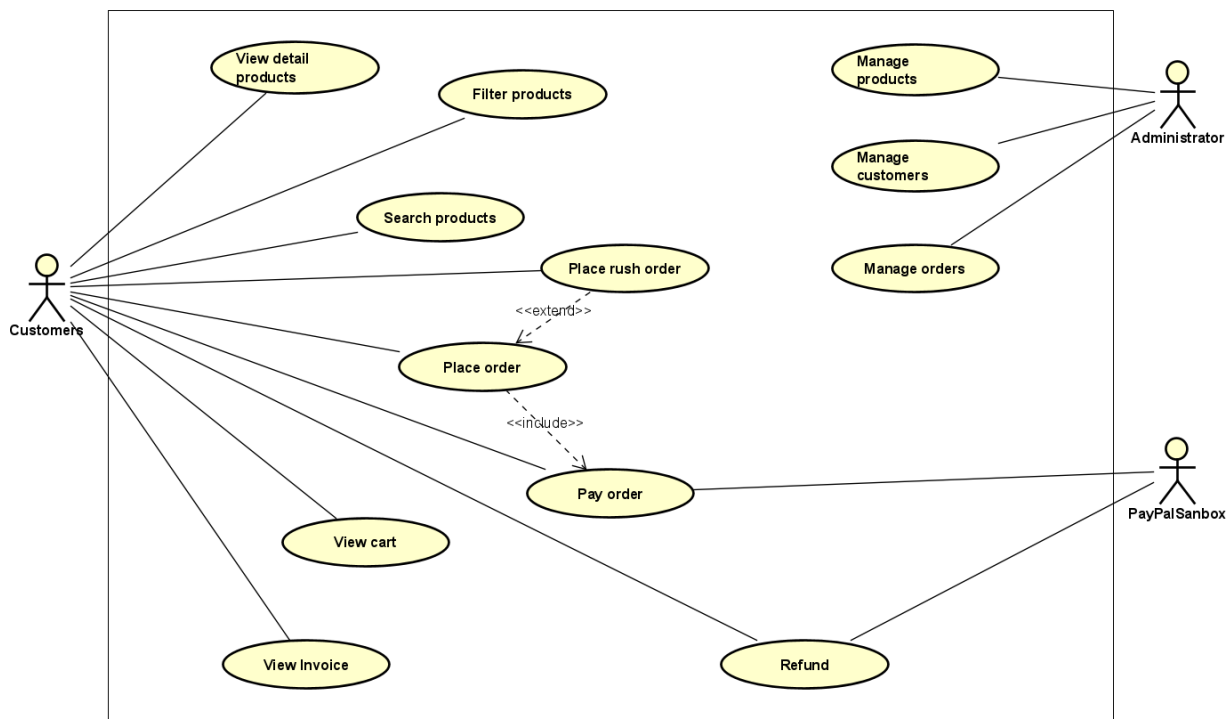 View detail
products
Filter products
Manage
products
Administrator
Manage
customers
Search products
Place rush order
Manage orders
<<extend>>
Customers
Place order
<<include>>
Pay order
PayPalSanbox
View cart
View Invoice
Refund